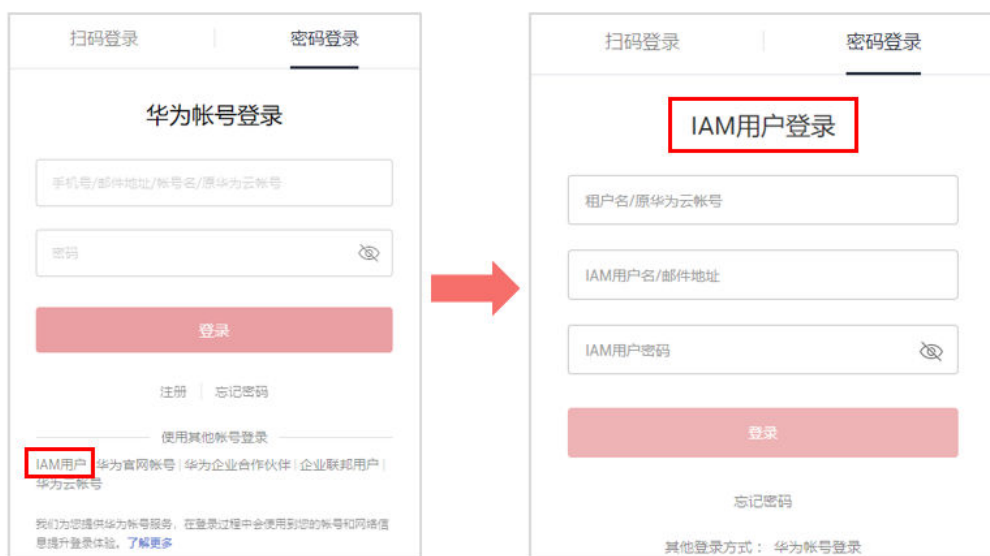 扫码登录
密码登录
华为帐号登录
手机号/邮件地址/帐号名/原华为云帐号
密码
登录
注册
忘记密码
使用其他帐号登录
IAM用户 华为官网帐号 | 华为企业合作伙伴 | 企业联邦用户 |
华为云帐号
我们为您提供华为帐号服务，在登录过程中会使用到您的帐号和网络信
息提升登录体验。了解更多
扫码登录
密码登录
IAM用户登录
租户名/原华为云帐号
IAM用户名/邮件地址
IAM用户密码
登录
忘记密码
其他登录方式： 华为帐号登录